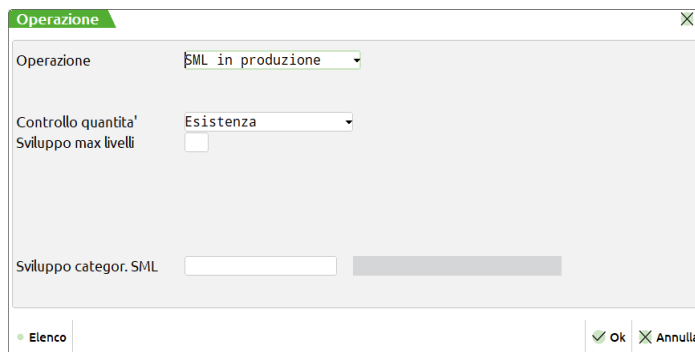 Operazione
Operazione SML in produzione
Controllo quantita' Esistenza
Sviluppo max livelli
Sviluppo categor. SML
Elenco Ok Annulla